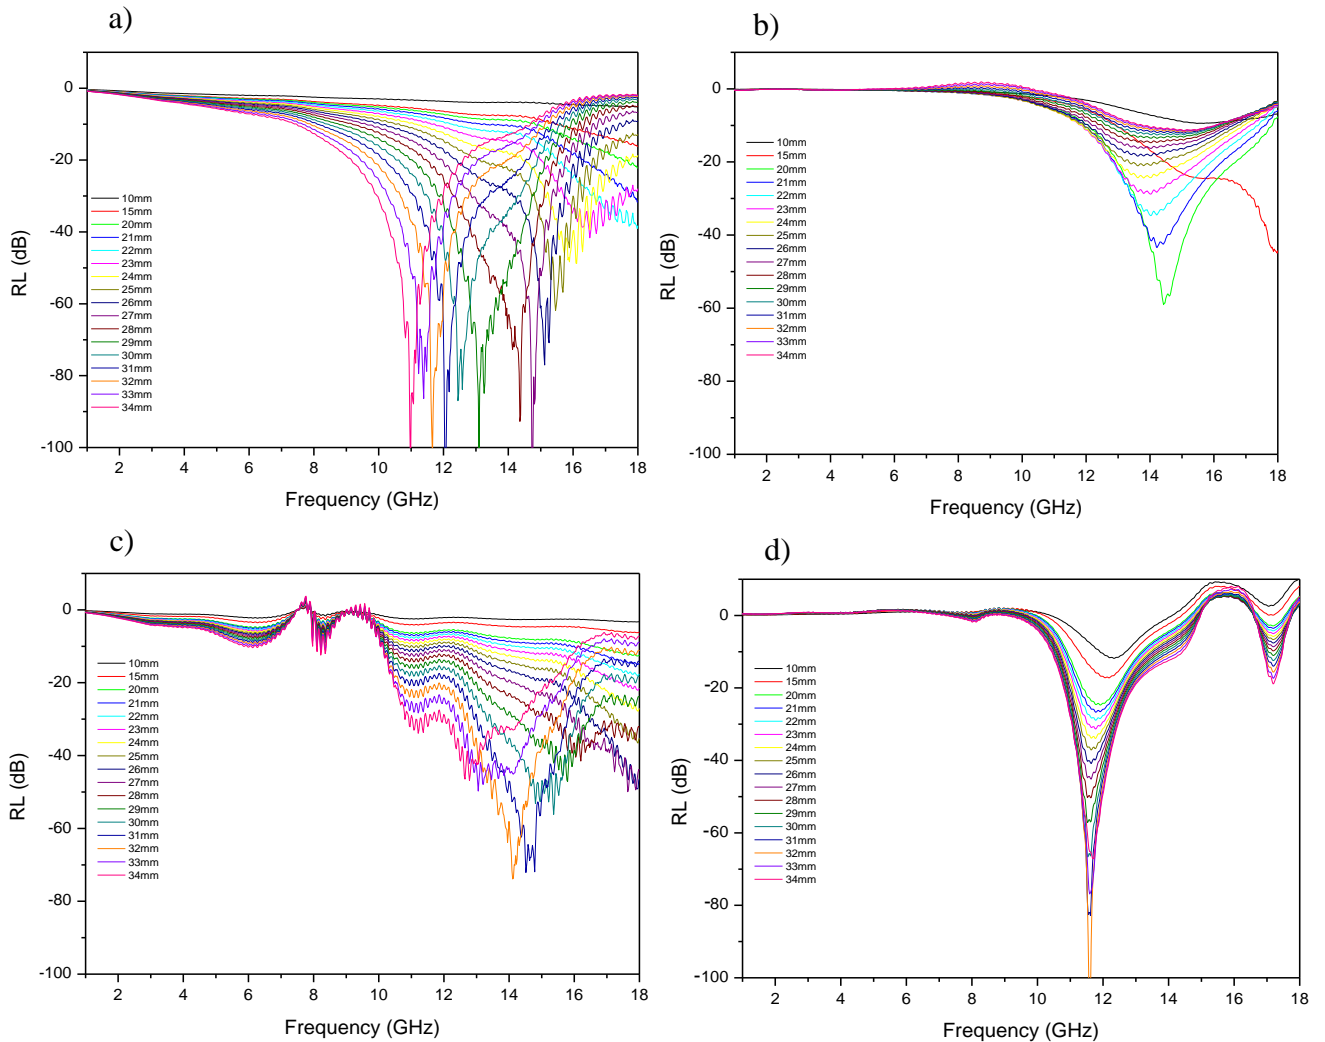 a)
0
-20
-40
-60
-80
-100
RL (dB)
10mm
15mm
20mm
21mm
22mm
23mm
24mm
25mm
26mm
27mm
28mm
29mm
30mm
31mm
32mm
33mm
34mm
2 4 6 8 10 12 14 16 18
Frequency (GHz)
b)
0
-20
-40
-60
-80
-100
RL (dB)
10mm
15mm
20mm
21mm
22mm
23mm
24mm
25mm
26mm
27mm
28mm
29mm
30mm
31mm
32mm
33mm
34mm
2 4 6 8 10 12 14 16 18
Frequency (GHz)
c)
0
-20
-40
-60
-80
-100
RL (dB)
10mm
15mm
20mm
21mm
22mm
23mm
24mm
25mm
26mm
27mm
28mm
29mm
30mm
31mm
32mm
33mm
34mm
2 4 6 8 10 12 14 16 18
Frequency (GHz)
d)
0
-20
-40
-60
-80
-100
RL (dB)
10mm
15mm
20mm
21mm
22mm
23mm
24mm
25mm
26mm
27mm
28mm
29mm
30mm
31mm
32mm
33mm
34mm
2 4 6 8 10 12 14 16 18
Frequency (GHz)